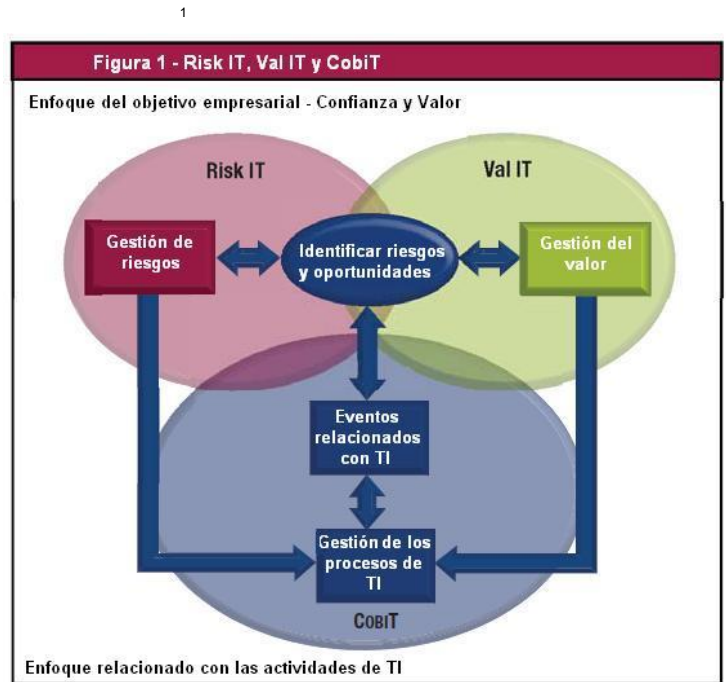 1
Figura 1 - Risk IT, Val IT y CobiT
Enfoque del objetivo empresarial - Confianza y Valor
Risk IT
Val IT
Gestión de
riesgos
Identificar riesgos
y oportunidades
Gestión del
valor
Eventos
relacionados
con TI
Gestión de los
procesos de
TI
COBIT
Enfoque relacionado con las actividades de TI